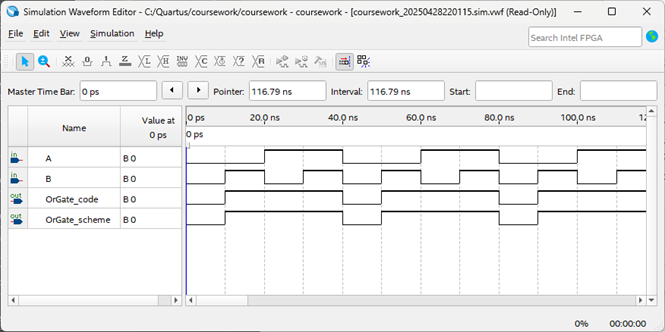 Simulation Waveform Editor - C:/Quartus/coursework/coursework - coursework - [coursework_20250428220115.sim.vwf (Read-Only)]
File Edit View Simulation Help
Search Intel FPGA
Master Time Bar: 0 ps Pointer: 116.79 ns Interval: 116.79 ns Start: End:
Name Value at 0 ps
0 ps 20.0 ns 40.0 ns 60.0 ns 80.0 ns 100.0 ns 12
0 ps
in A B 0
in B B 0
out OrGate_code B 0
out OrGate_scheme B 0
0% 00:00:00